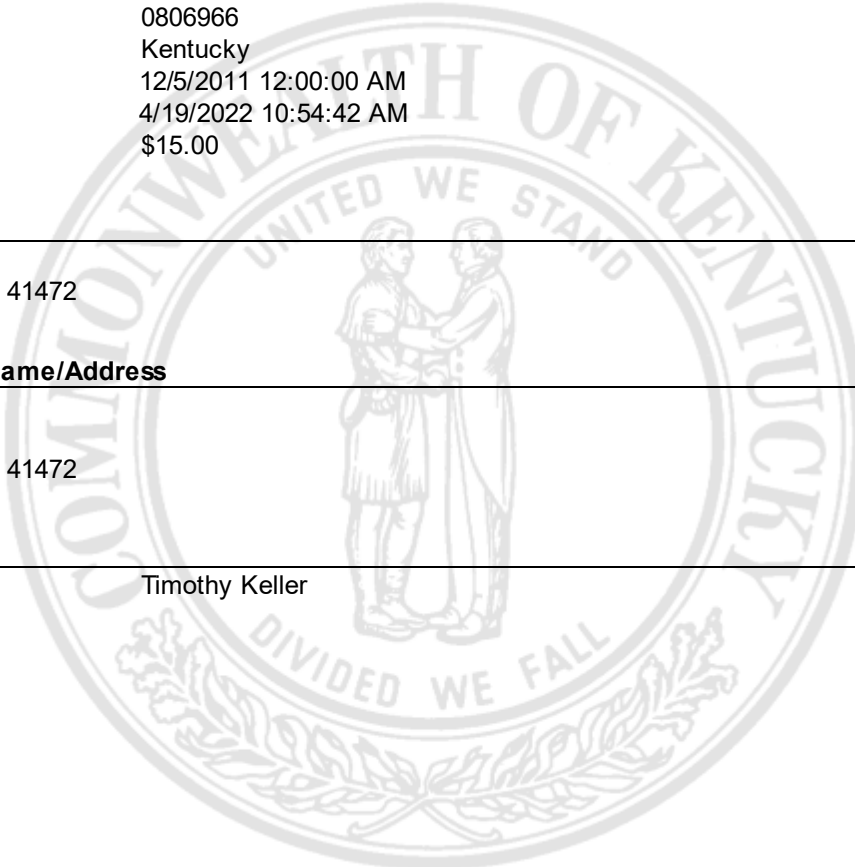 0806966
Kentucky
12/5/2011 12:00:00 AM
4/19/2022 10:54:42 AM
$15.00
41472
ame/Address
41472
Timothy Keller
COMMONWEALTH OF KENTUCKY
UNITED WE STAND
DIVIDED WE FALL